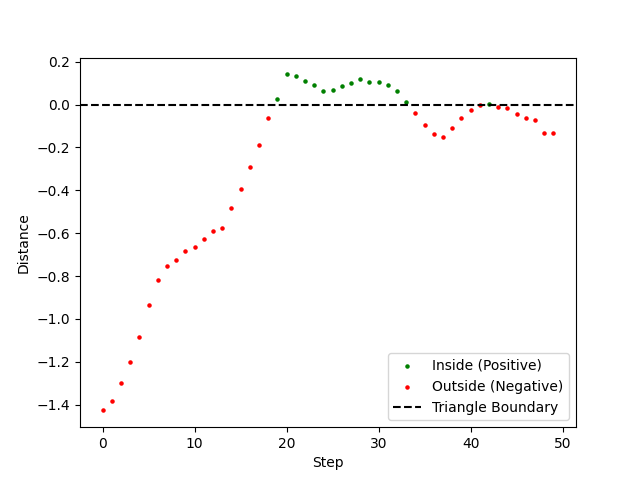 0.2
0.0
−0.2
−0.4
−0.6
−0.8
−1.0
−1.2
−1.4
Distance
Inside (Positive)
Outside (Negative)
Triangle Boundary
0 10 20 30 40 50
Step